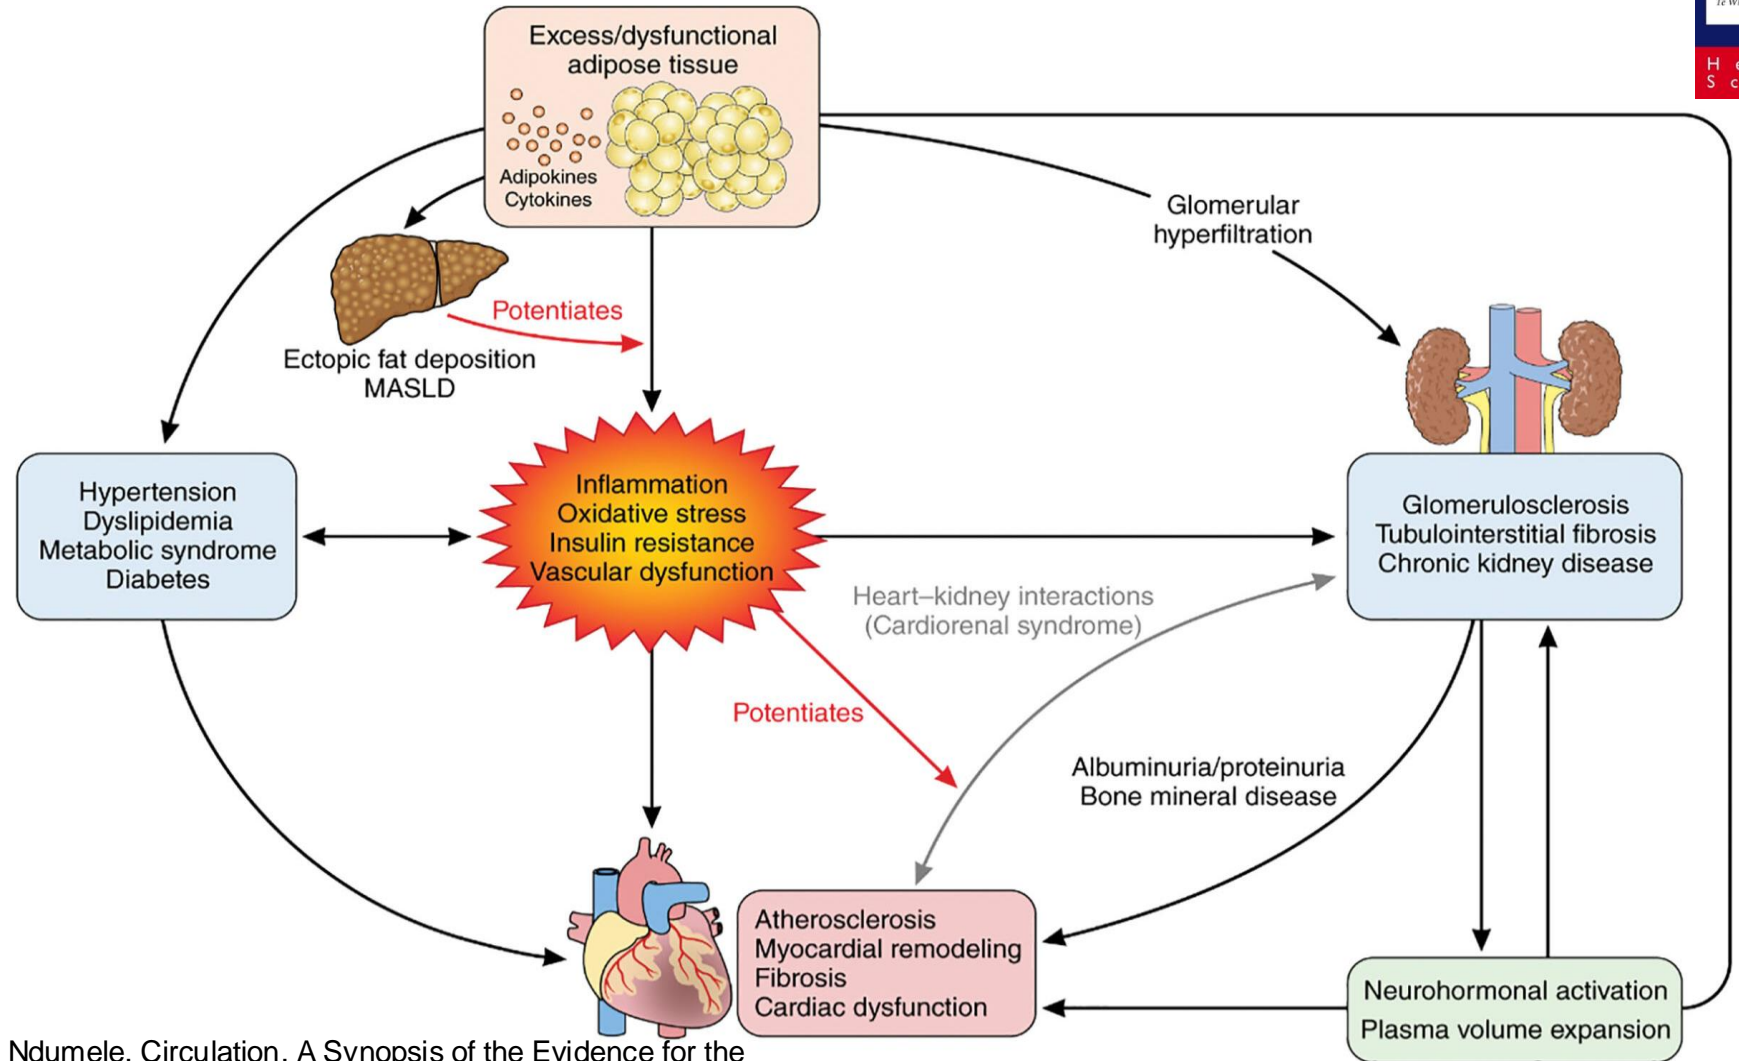 Excess/dysfunctional
adipose tissue
Adipokines
Cytokines
H e
S c
Glomerular
hyperfiltration
Potentiates
Ectopic fat deposition
MASLD
Hypertension
Dyslipidemia
Metabolic syndrome
Diabetes
Inflammation
Oxidative stress
Insulin resistance
Vascular dysfunction
Glomerulosclerosis
Tubulointerstitial fibrosis
Chronic kidney disease
Heart–kidney interactions
(Cardiorenal syndrome)
Potentiates
Albuminuria/proteinuria
Bone mineral disease
Atherosclerosis
Myocardial remodeling
Fibrosis
Cardiac dysfunction
Neurohormonal activation
Plasma volume expansion
Ndumele. Circulation. A Synopsis of the Evidence for the